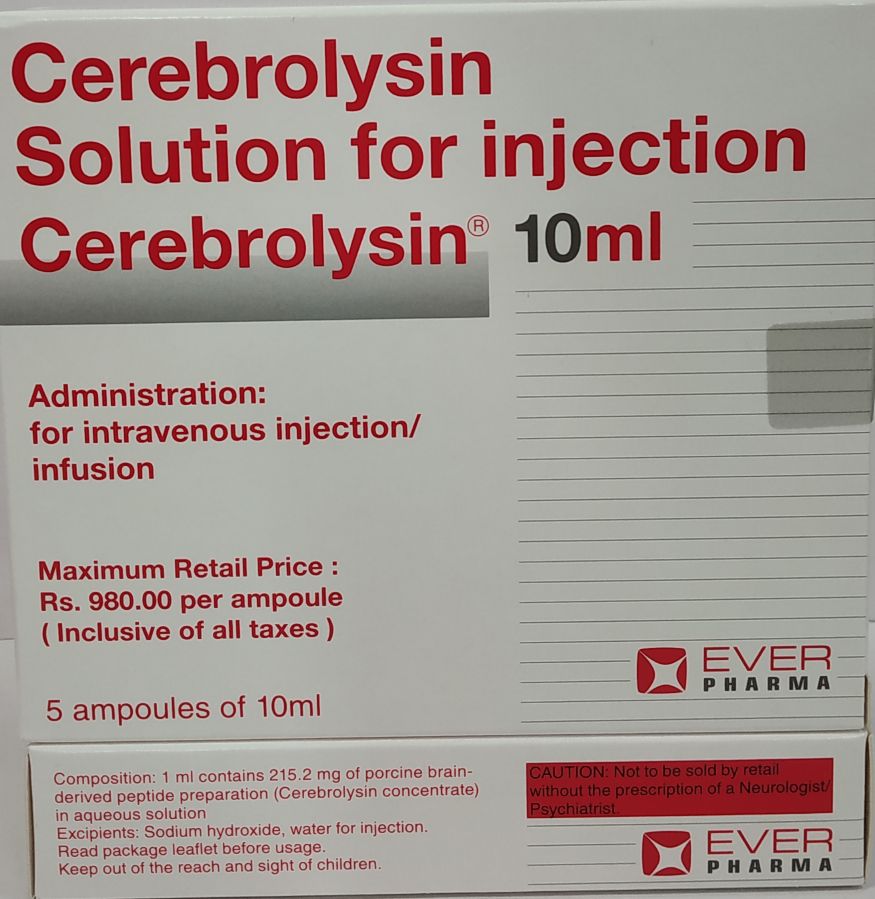 Cerebrolysin
Solution for injection
Cerebrolysin® 10ml
Administration:
for intravenous injection/
infusion
Maximum Retail Price :
Rs. 980.00 per ampoule
( Inclusive of all taxes )
5 ampoules of 10ml
EVER
PHARMA
Composition: 1 ml contains 215.2 mg of porcine brain-
derived peptide preparation (Cerebrolysin concentrate)
in aqueous solution
Excipients: Sodium hydroxide, water for injection.
Read package leaflet before usage.
Keep out of the reach and sight of children.
CAUTION: Not to be sold by retail
without the prescription of a Neurologist/
Psychiatrist.
EVER
PHARMA